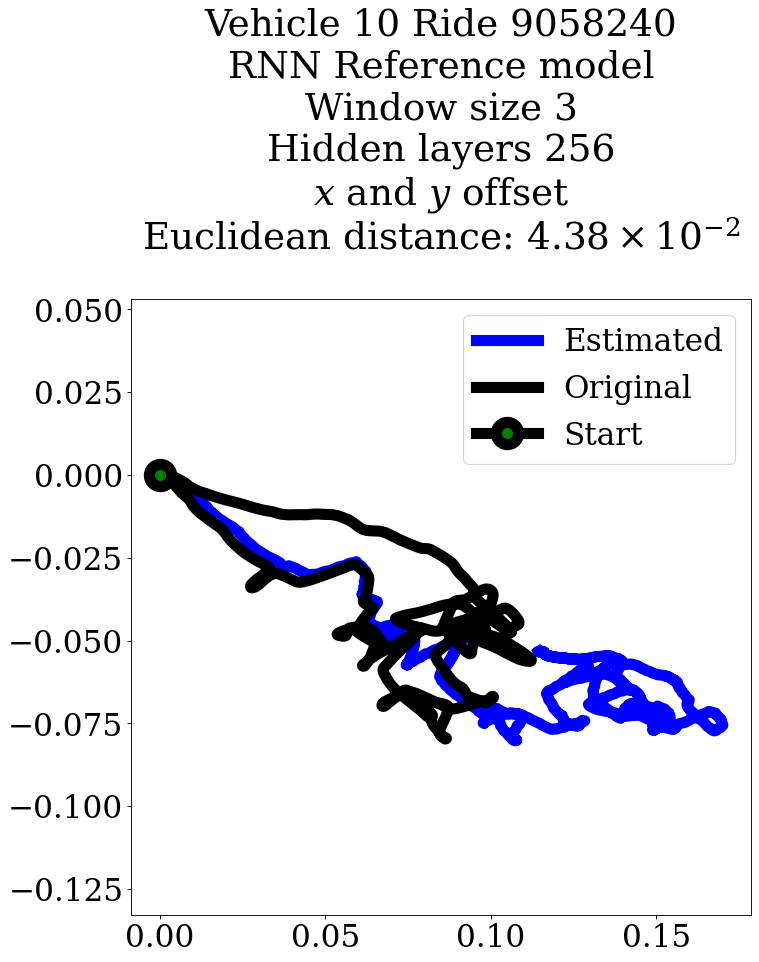 Vehicle 10 Ride 9058240
RNN Reference model
Window size 3
Hidden layers 256
x and y offset
Euclidean distance: 4.38 × 10⁻²
0.050
0.025
0.000
−0.025
−0.050
−0.075
−0.100
−0.125
Estimated
Original
Start
0.00 0.05 0.10 0.15